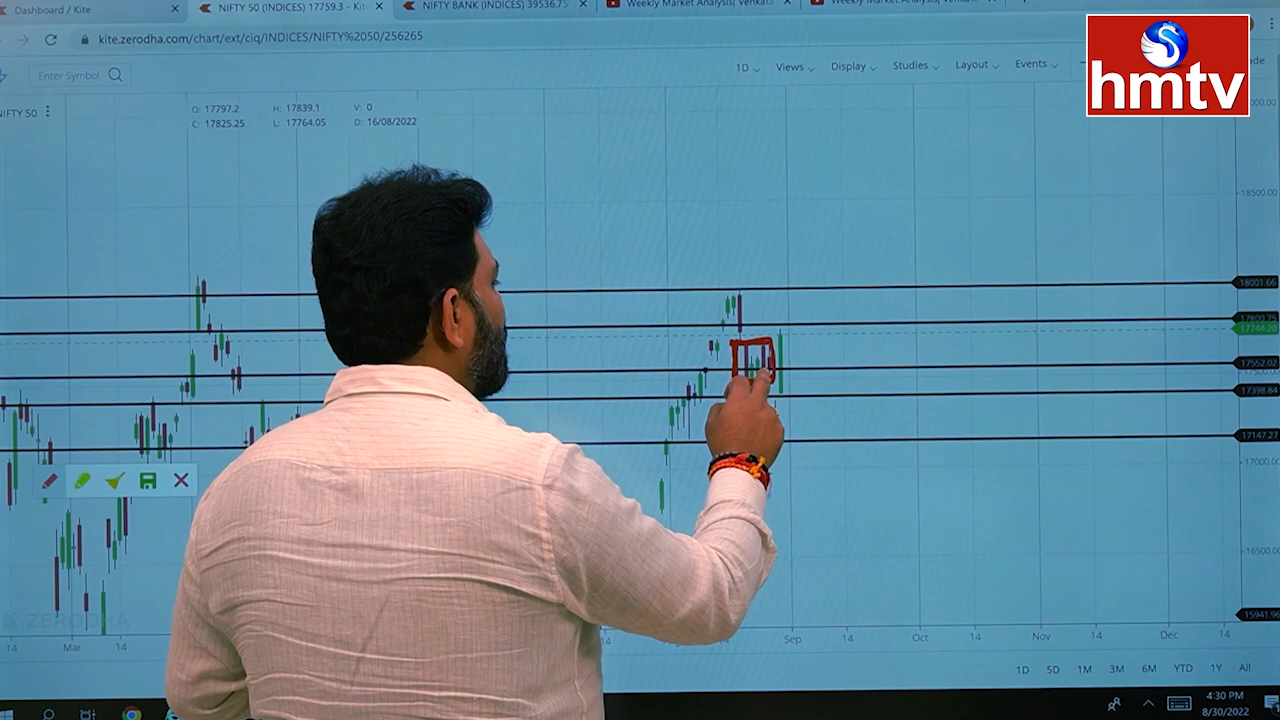 Dashboard / Kite
NIFTY 50 (INDICES) 17759.3 - Kit
NIFTY BANK (INDICES) 39536.75
Weekly Market Analysis| Venkat
kite.zerodha.com/chart/ext/ciq/INDICES/NIFTY%2050/256265
hmtv
Enter Symbol
1D
Views
Display
Studies
Layout
Events
NIFTY 50
O: 17797.2 H: 17839.1 V: 0
C: 17825.25 L: 17764.05 D: 16/08/2022
18500.00
18001.66
17800.75
17744.20
17552.02
17398.84
17147.27
17000.00
16500.00
15941.96
ZERODHA
14 Mar 14 Sep 14 Oct 14 Nov 14 Dec 14
1D 5D 1M 3M 6M YTD 1Y All
4:30 PM
8/30/2022